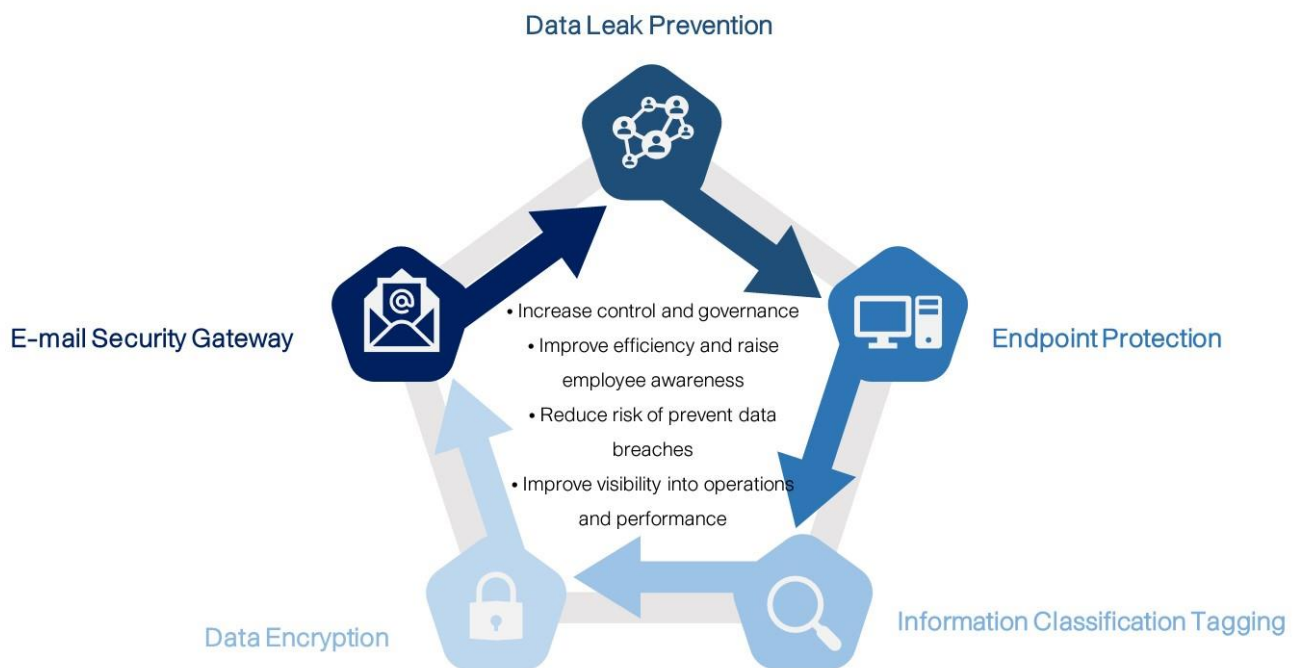 Data Leak Prevention
E-mail Security Gateway
@
• Increase control and governance
• Improve efficiency and raise
employee awareness
• Reduce risk of prevent data
breaches
• Improve visibility into operations
and performance
Endpoint Protection
Data Encryption
Information Classification Tagging